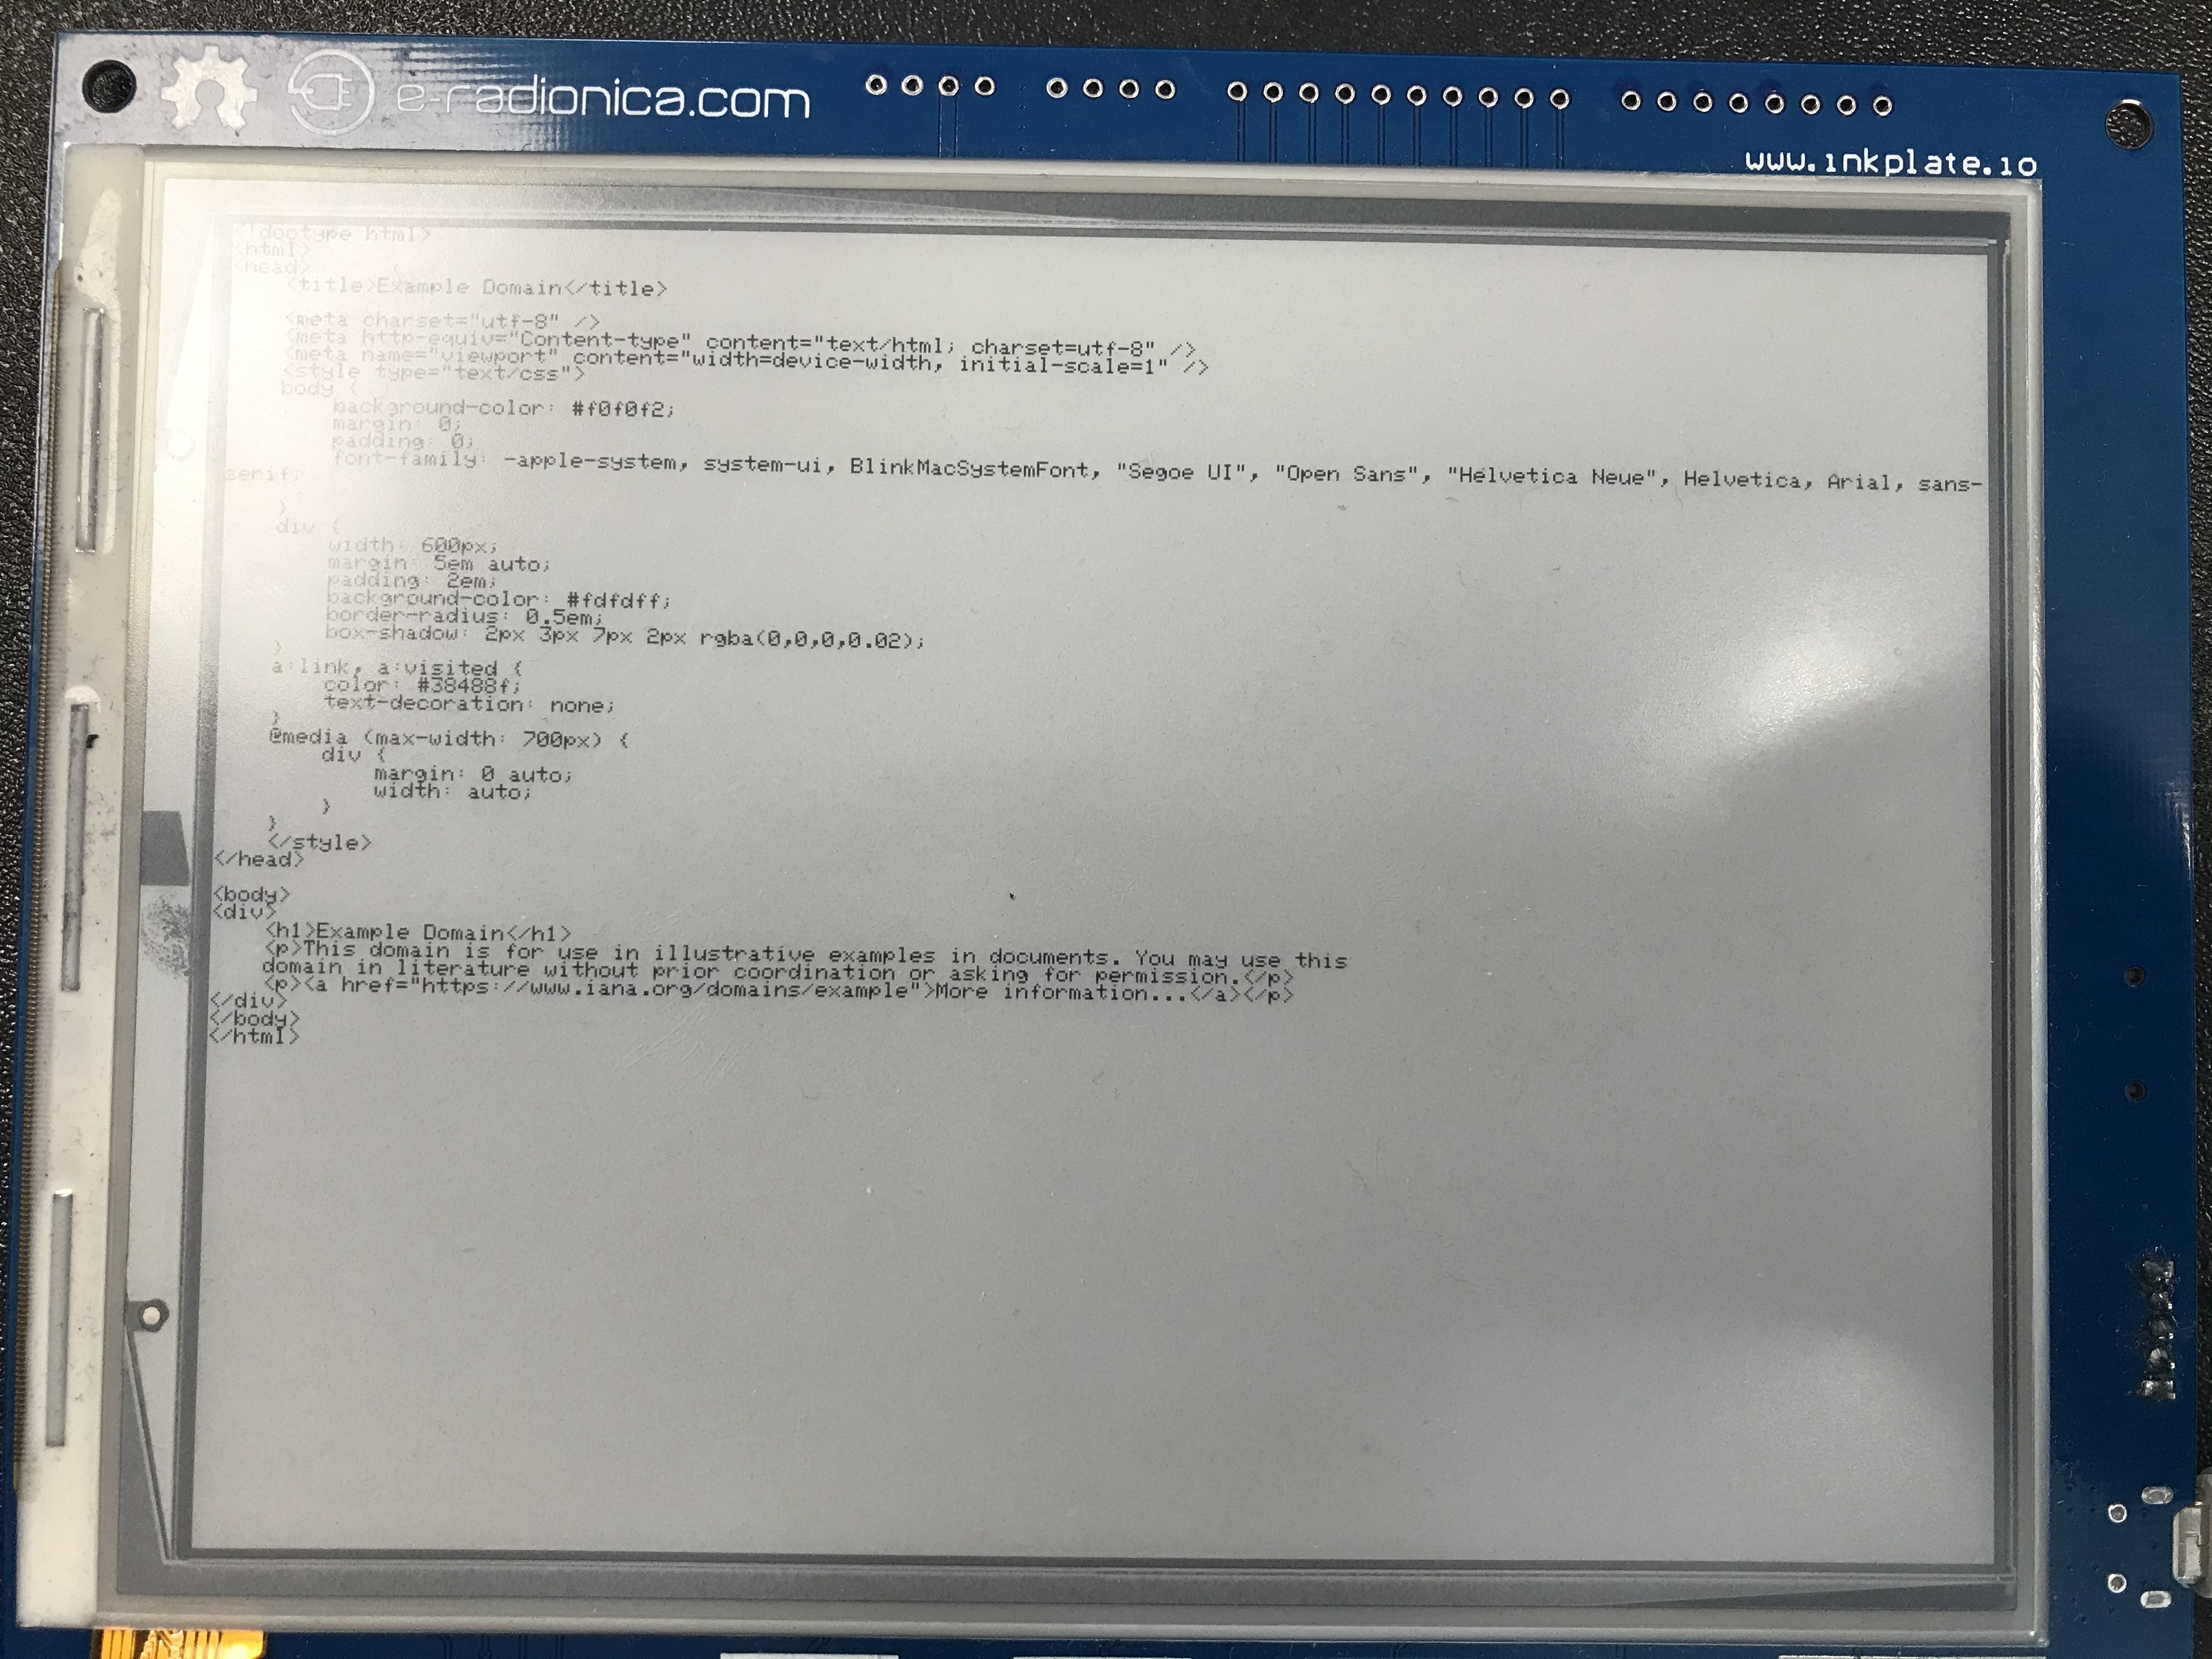 e-radionica.com
www.inkplate.io
<!doctype html>
<html>
<head>
    <title>Example Domain</title>

    <meta charset="utf-8" />
    <meta http-equiv="Content-type" content="text/html; charset=utf-8" />
    <meta name="viewport" content="width=device-width, initial-scale=1" />
    <style type="text/css">
    body {
        background-color: #f0f0f2;
        margin: 0;
        padding: 0;
        font-family: -apple-system, system-ui, BlinkMacSystemFont, "Segoe UI", "Open Sans", "Helvetica Neue", Helvetica, Arial, sans-
serif;

    }
    div {
        width: 600px;
        margin: 5em auto;
        padding: 2em;
        background-color: #fdfdff;
        border-radius: 0.5em;
        box-shadow: 2px 3px 7px 2px rgba(0,0,0,0.02);
    }
    a:link, a:visited {
        color: #38488f;
        text-decoration: none;
    }
    @media (max-width: 700px) {
        div {
            margin: 0 auto;
            width: auto;
        }
    }
    </style>
</head>

<body>
<div>
    <h1>Example Domain</h1>
    <p>This domain is for use in illustrative examples in documents. You may use this
    domain in literature without prior coordination or asking for permission.</p>
    <p><a href="https://www.iana.org/domains/example">More information...</a></p>
</div>
</body>
</html>